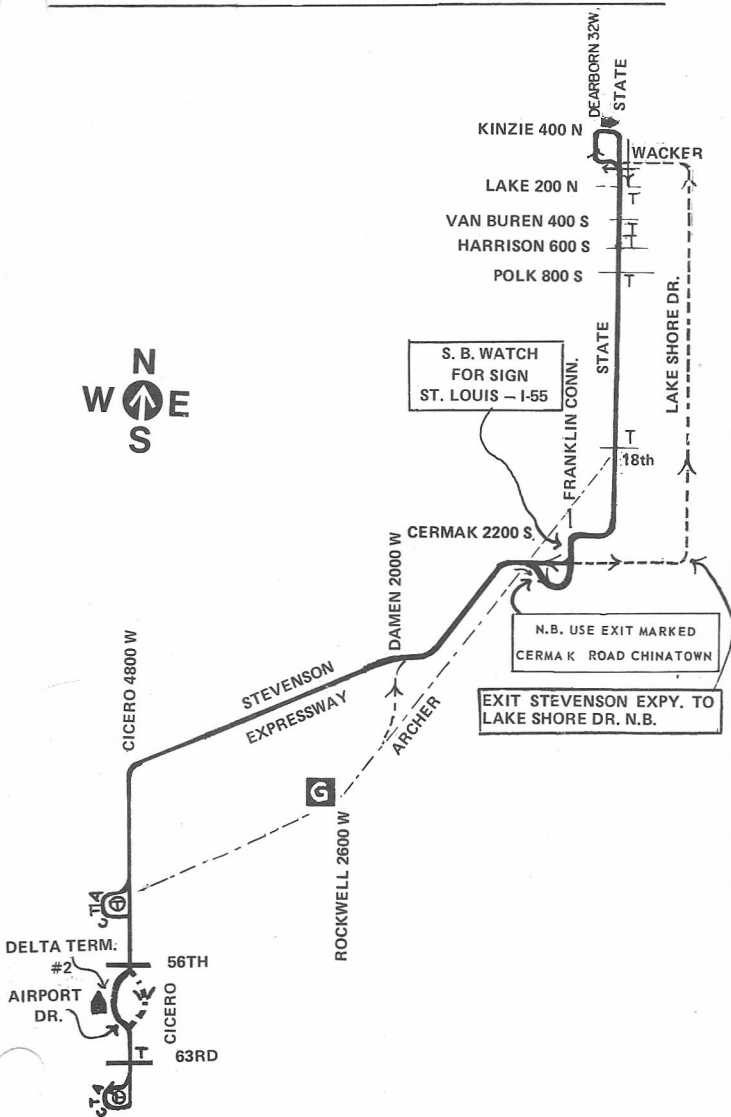 DEARBORN 32W.
STATE
KINZIE 400 N
WACKER
LAKE 200 N
T
VAN BUREN 400 S
T
HARRISON 600 S
T
POLK 800 S
T
STATE
LAKE SHORE DR.
N
W E
S
S. B. WATCH
FOR SIGN
ST. LOUIS – I-55
FRANKLIN CONN.
T
18th
CERMAK 2200 S.
DAMEN 2000 W
N.B. USE EXIT MARKED
CERMAK ROAD CHINATOWN
EXIT STEVENSON EXPY. TO
LAKE SHORE DR. N.B.
CICERO 4800 W
STEVENSON
EXPRESSWAY
ARCHER
G
ROCKWELL 2600 W
T
DELTA TERM.
#2
56TH
AIRPORT
DR.
CICERO
T
63RD
T